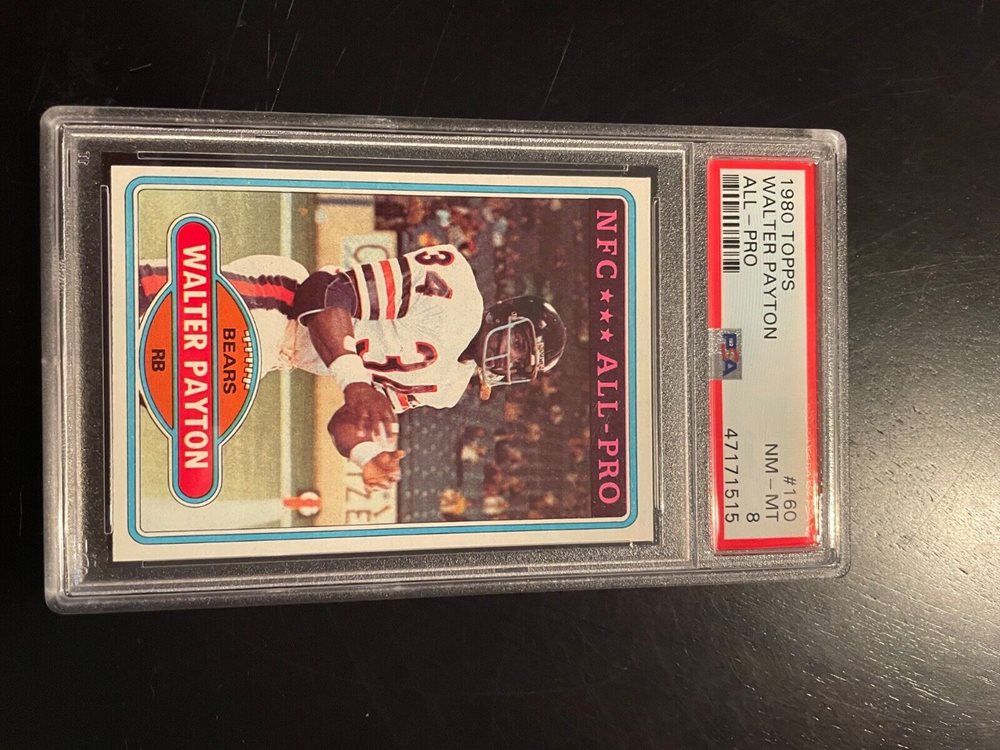 1980 TOPPS #160
WALTER PAYTON NM-MT
ALL-PRO 8
PSA 47171515
NFC ★★★ ALL-PRO
34
34
BEARS
WALTER PAYTON
RB